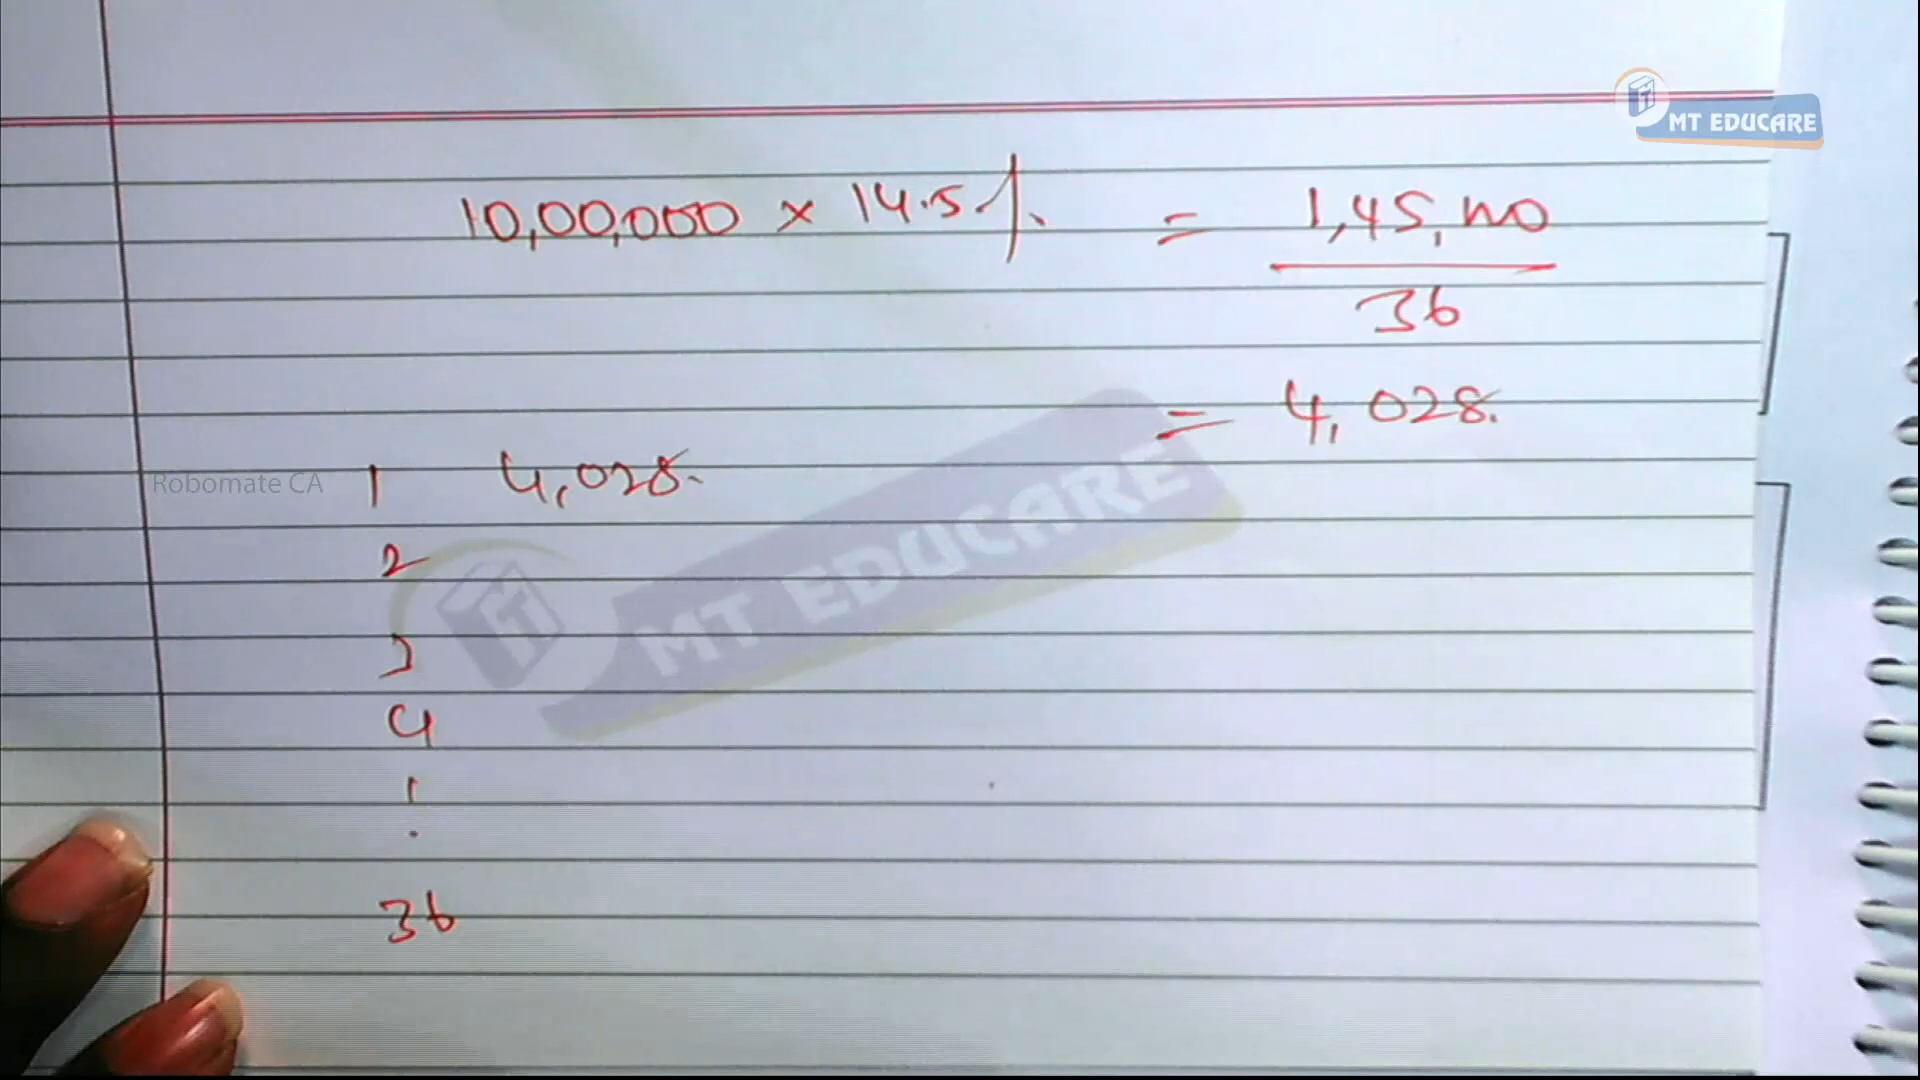 MT EDUCARE
10,00,000 × 14.5 % = 1,45,000
36
= 4,028.
Robomate CA
1 4,028.
2
3
4
MT EDUCARE
36